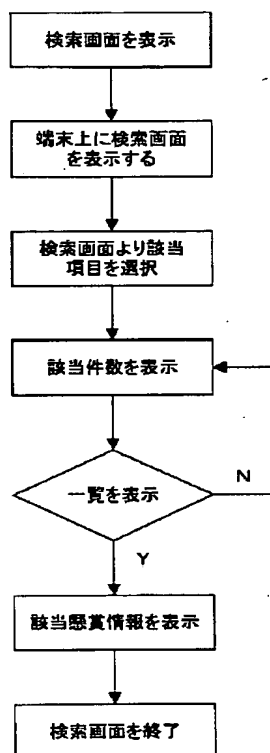 検索画面を表示
端末上に検索画面
を表示する
検索画面より該当
項目を選択
該当件数を表示
一覧を表示
N
Y
該当懸賞情報を表示
検索画面を終了